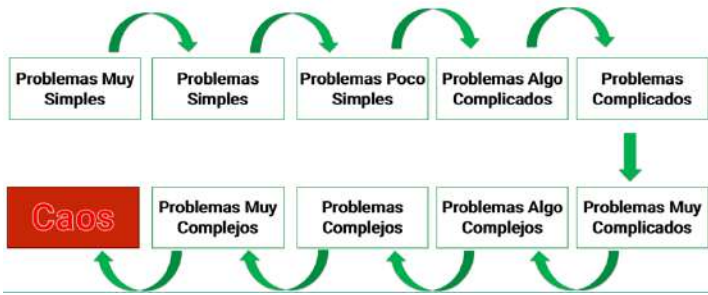 Problemas Muy
Simples
Problemas
Simples
Problemas Poco
Simples
Problemas Algo
Complicados
Problemas
Complicados
Problemas Muy
Complicados
Problemas Algo
Complejos
Problemas
Complejos
Problemas Muy
Complejos
Caos